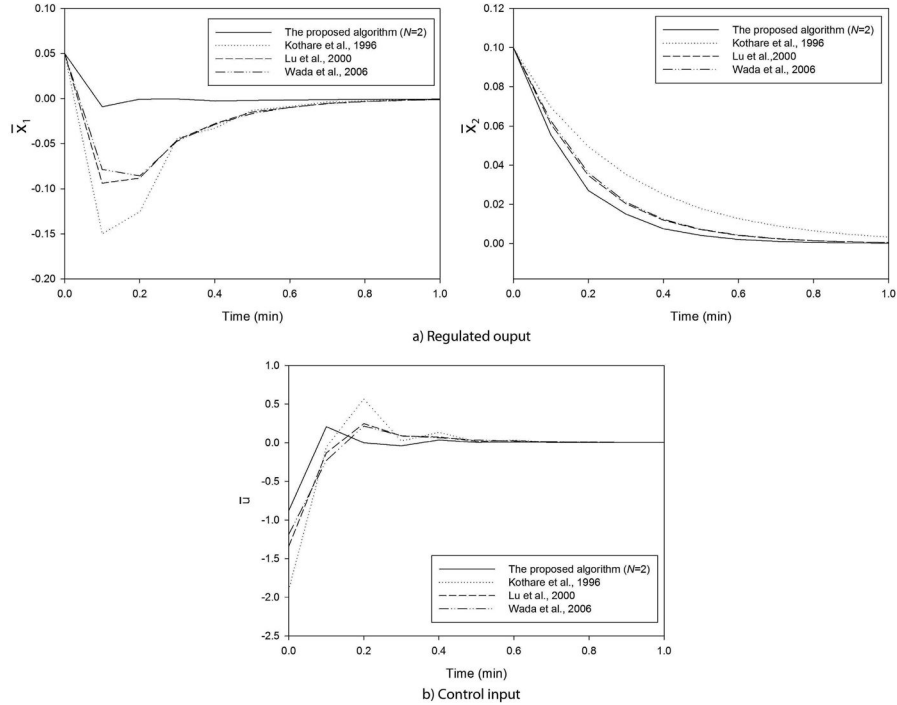 The proposed algorithm (N=2)
Kothare et al., 1996
Lu et al., 2000
Wada et al., 2006
0.10
0.05
0.00
-0.05
-0.10
-0.15
-0.20
X̅1
0.0 0.2 0.4 0.6 0.8 1.0
Time (min)
The proposed algorithm (N=2)
Kothare et al., 1996
Lu et al.,2000
Wada et al., 2006
0.12
0.10
0.08
0.06
0.04
0.02
0.00
X̅2
0.0 0.2 0.4 0.6 0.8 1.0
Time (min)
a) Regulated ouput
1.0
0.5
0.0
-0.5
-1.0
-1.5
-2.0
-2.5
u̅
The proposed algorithm (N=2)
Kothare et al., 1996
Lu et al., 2000
Wada et al., 2006
0.0 0.2 0.4 0.6 0.8 1.0
Time (min)
b) Control input